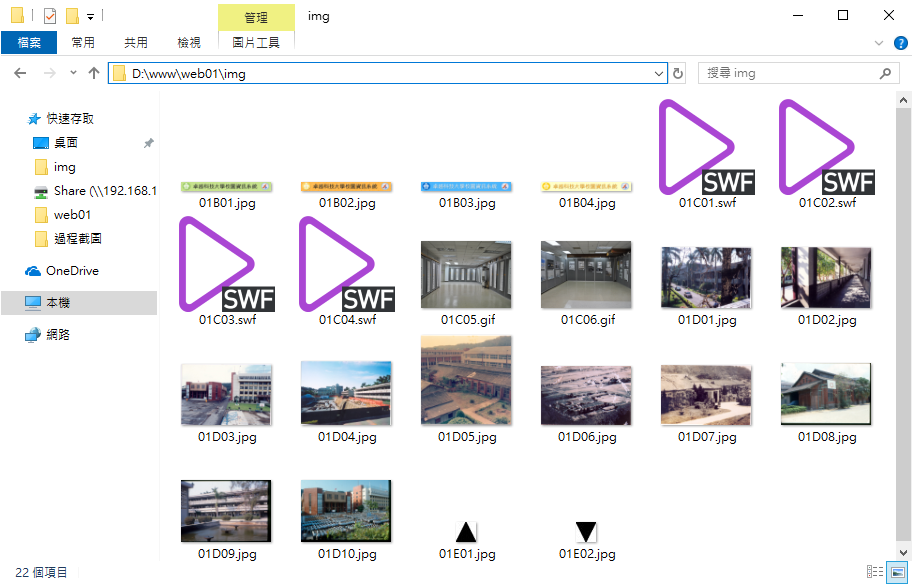 管理
img
檔案
常用
共用
檢視
圖片工具
D:\www\web01\img
搜尋 img
快速存取
桌面
img
Share (\\192.168.1
web01
過程截圖
OneDrive
本機
網路
01B01.jpg
01B02.jpg
01B03.jpg
01B04.jpg
SWF
01C01.swf
SWF
01C02.swf
SWF
01C03.swf
SWF
01C04.swf
01C05.gif
01C06.gif
01D01.jpg
01D02.jpg
01D03.jpg
01D04.jpg
01D05.jpg
01D06.jpg
01D07.jpg
01D08.jpg
01D09.jpg
01D10.jpg
01E01.jpg
01E02.jpg
22 個項目